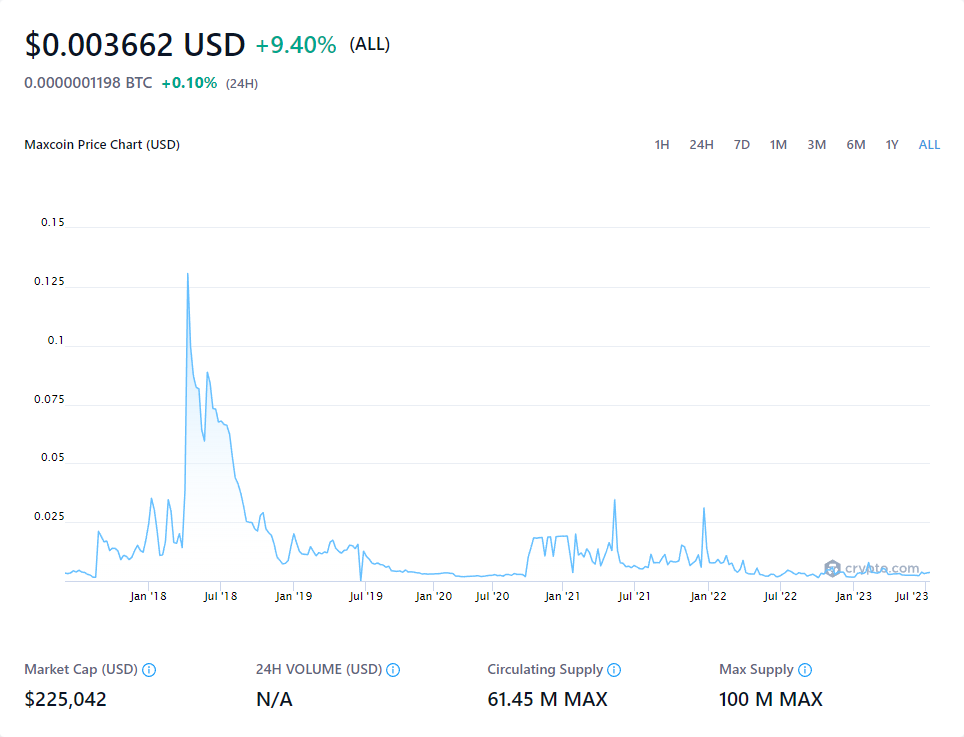 $0.003662 USD +9.40% (ALL)
0.0000001198 BTC +0.10% (24H)
Maxcoin Price Chart (USD) 1H 24H 7D 1M 3M 6M 1Y ALL
0.15
0.125
0.1
0.075
0.05
0.025
crypto.com
Jan '18 Jul '18 Jan '19 Jul '19 Jan '20 Jul '20 Jan '21 Jul '21 Jan '22 Jul '22 Jan '23 Jul '23
Market Cap (USD) 24H VOLUME (USD) Circulating Supply Max Supply
$225,042 N/A 61.45 M MAX 100 M MAX